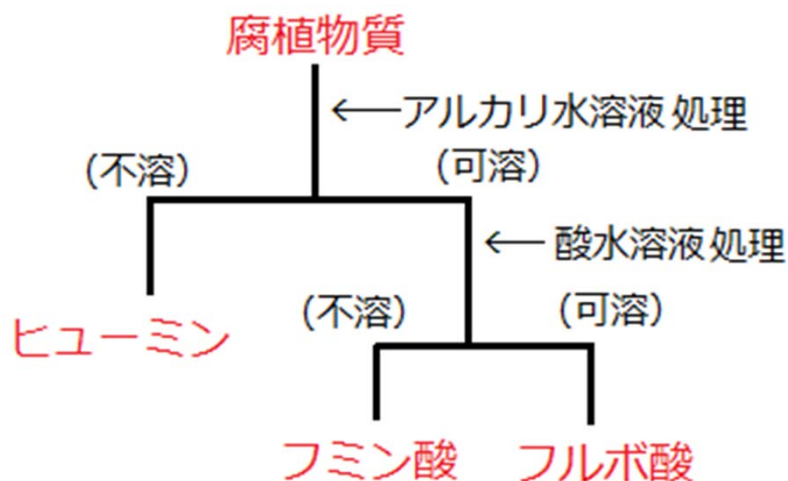 腐植物質
←アルカリ水溶液処理
(不溶)
(可溶)
←酸水溶液処理
ヒューミン
(不溶)
(可溶)
フミン酸
フルボ酸